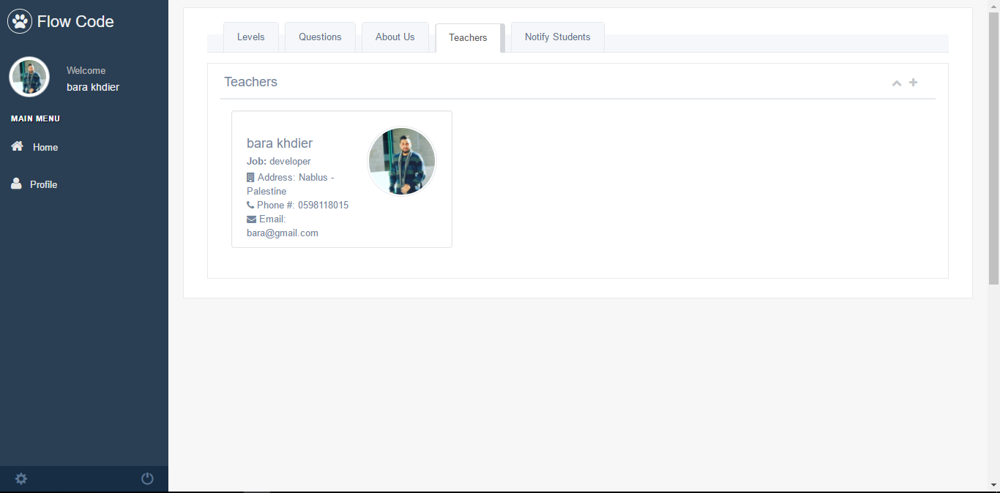 Flow Code
Welcome
bara khdier
MAIN MENU
Home
Profile
Levels
Questions
About Us
Teachers
Notify Students
Teachers
bara khdier
Job: developer
Address: Nablus -
Palestine
Phone #: 0598118015
Email:
bara@gmail.com